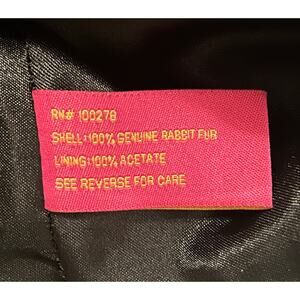 RN# 100278
SHELL: 100% GENUINE RABBIT FUR
LINING: 100% ACETATE
SEE REVERSE FOR CARE